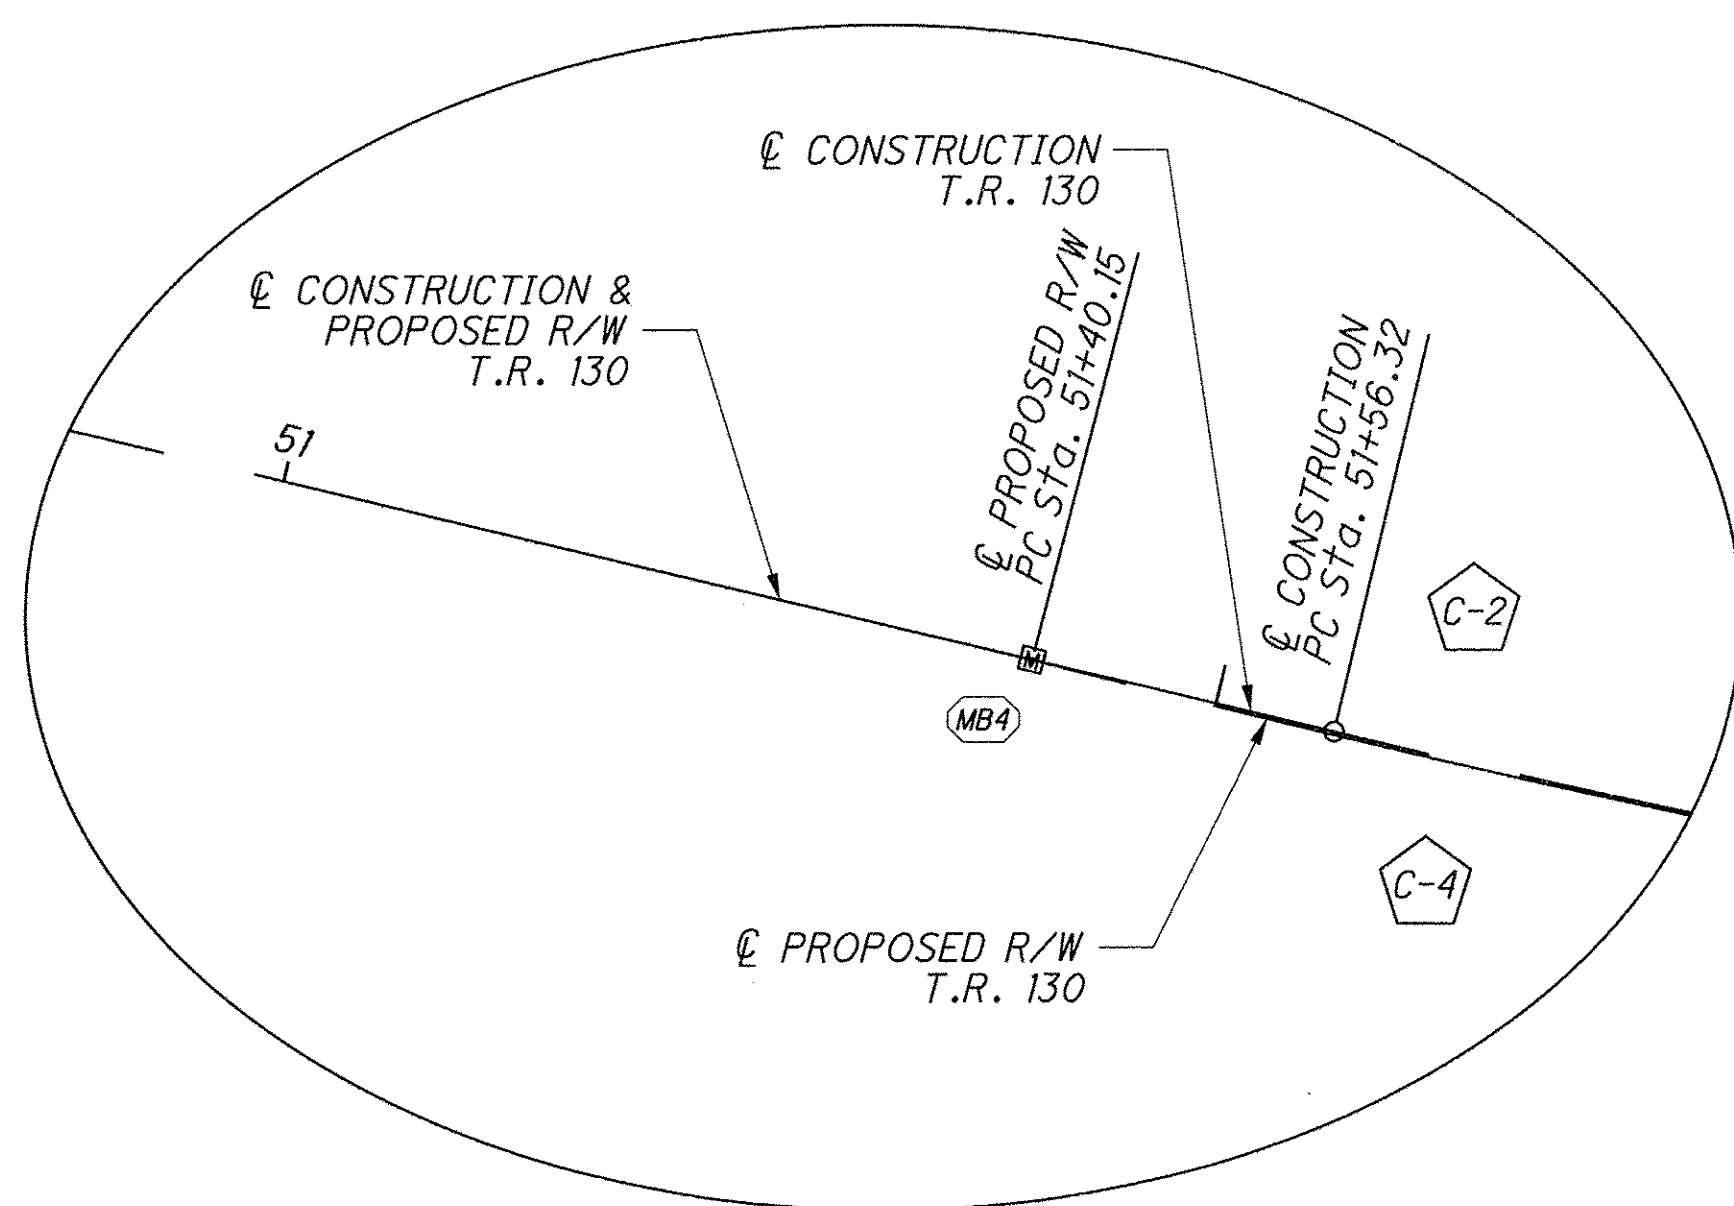 ℄ CONSTRUCTION
T.R. 130
℄ CONSTRUCTION &
PROPOSED R/W
T.R. 130
℄ PROPOSED R/W
PC Sta. 51+40.15
℄ CONSTRUCTION
PC Sta. 51+56.32
51
C-2
M
MB4
C-4
℄ PROPOSED R/W
T.R. 130